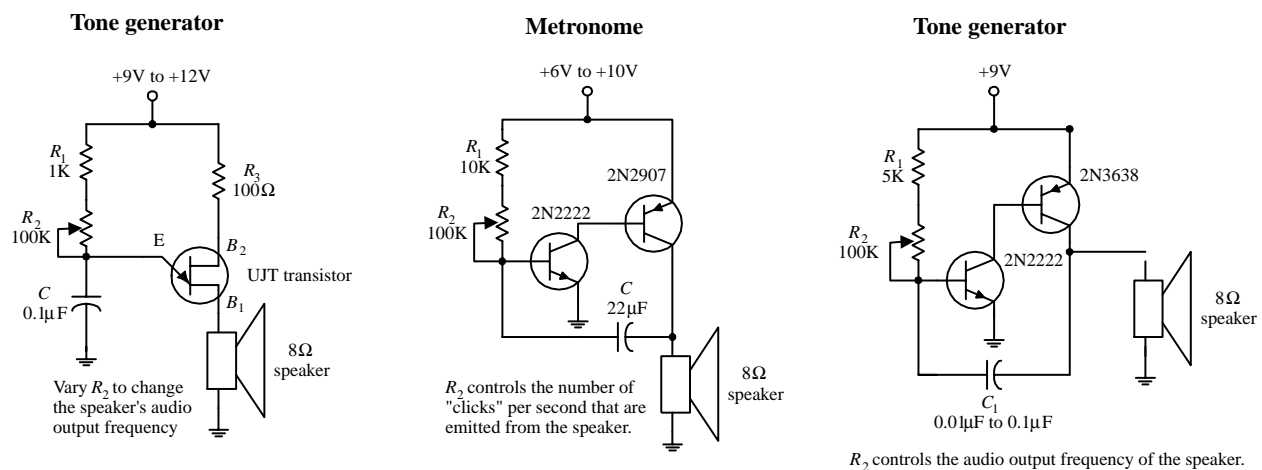 Tone generator
+9V to +12V
R1
1K
R2
100K
R3
100Ω
E
B2
UJT transistor
B1
C
0.1μF
8Ω
speaker
Vary R2 to change
the speaker's audio
output frequency
Metronome
+6V to +10V
R1
10K
2N2907
R2
100K
2N2222
C
22μF
8Ω
speaker
R2 controls the number of
"clicks" per second that are
emitted from the speaker.
Tone generator
+9V
R1
5K
2N3638
R2
100K
2N2222
8Ω
speaker
C1
0.01μF to 0.1μF
R2 controls the audio output frequency of the speaker.